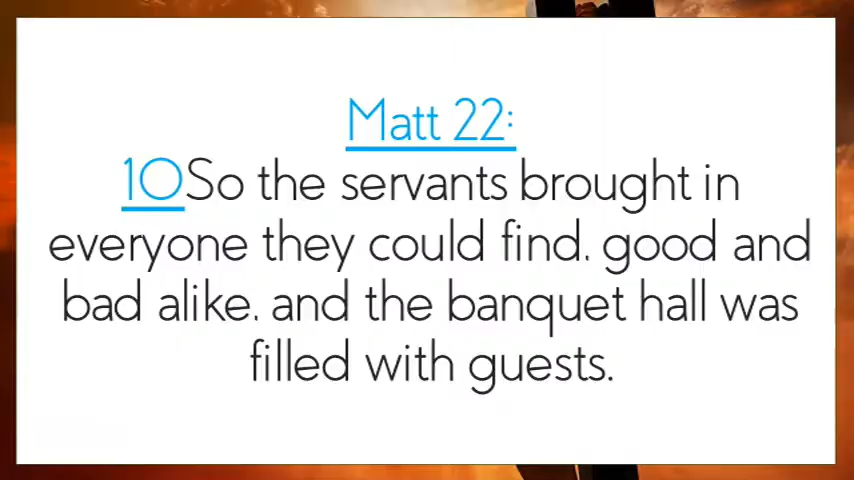 Matt 22:
10So the servants brought in
everyone they could find. good and
bad alike. and the banquet hall was
filled with guests.